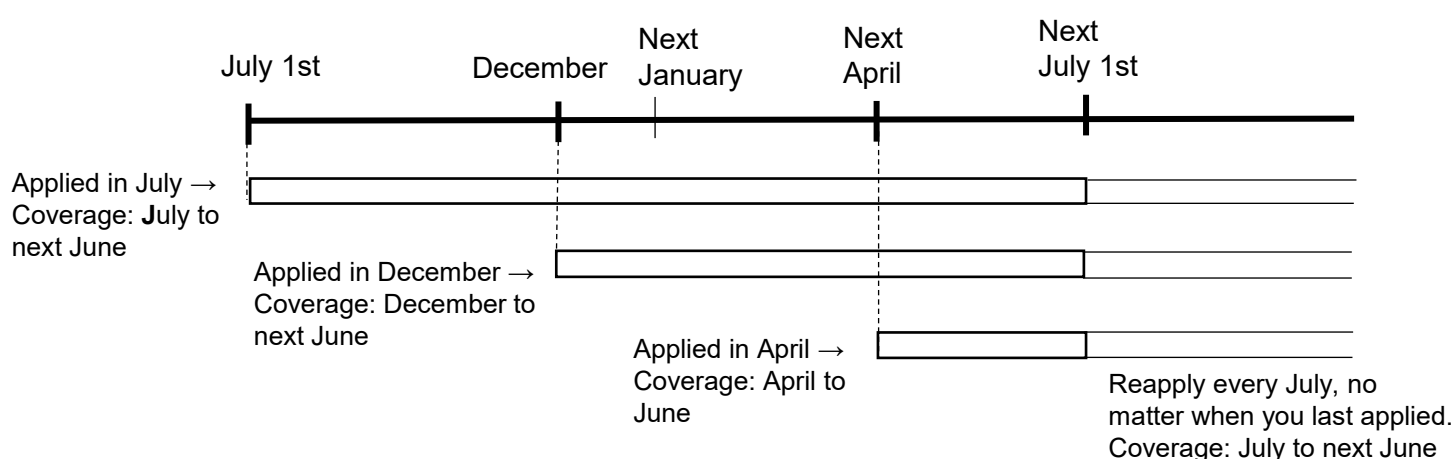 July 1st
December
Next
January
Next
April
Next
July 1st
Applied in July →
Coverage: July to
next June
Applied in December →
Coverage: December to
next June
Applied in April →
Coverage: April to
June
Reapply every July, no
matter when you last applied.
Coverage: July to next June